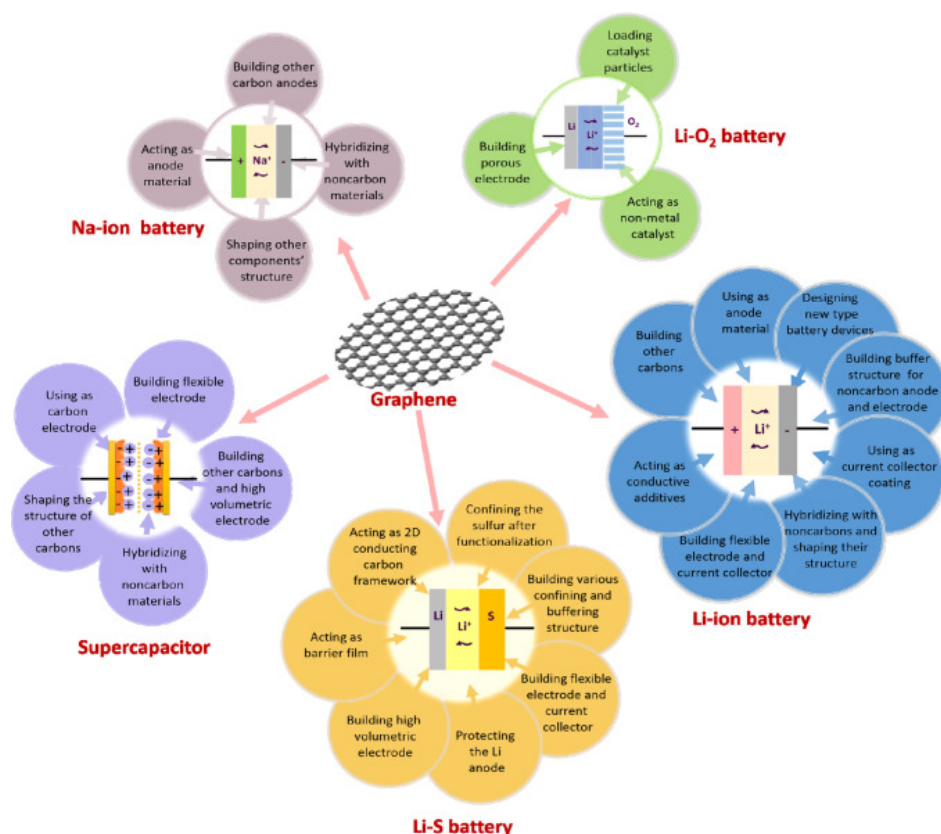 Building other
carbon anodes
Acting as
anode
material
Hybridizing
with
noncarbon
materials
Shaping other
components'
structure
+
Na⁺
-
Na-ion battery
Loading
catalyst
particles
Building
porous
electrode
Acting as
non-metal
catalyst
Li
Li⁺
O₂
Li-O₂ battery
Graphene
Using as
carbon
electrode
Building flexible
electrode
Shaping the
structure of
other
carbons
Building
other carbons
and high
volumetric
electrode
Hybridizing
with
noncarbon
materials
- + - +
- + - +
- + - +
- + - +
- + - +
Supercapacitor
Acting as 2D
conducting
carbon
framework
Confining the
sulfur after
functionalization
Acting as
barrier film
Building various
confining and
buffering
structure
Building high
volumetric
electrode
Protecting
the Li
anode
Building flexible
electrode and
current
collector
Li
Li⁺
S
Li-S battery
Building
other
carbons
Using as
anode
material
Designing
new type
battery devices
Building buffer
structure for
noncarbon anode
and electrode
Acting as
conductive
additives
Using as
current collector
coating
Building flexible
electrode and
current collector
Hybridizing with
noncarbons and
shaping their
structure
+
Li⁺
-
Li-ion battery